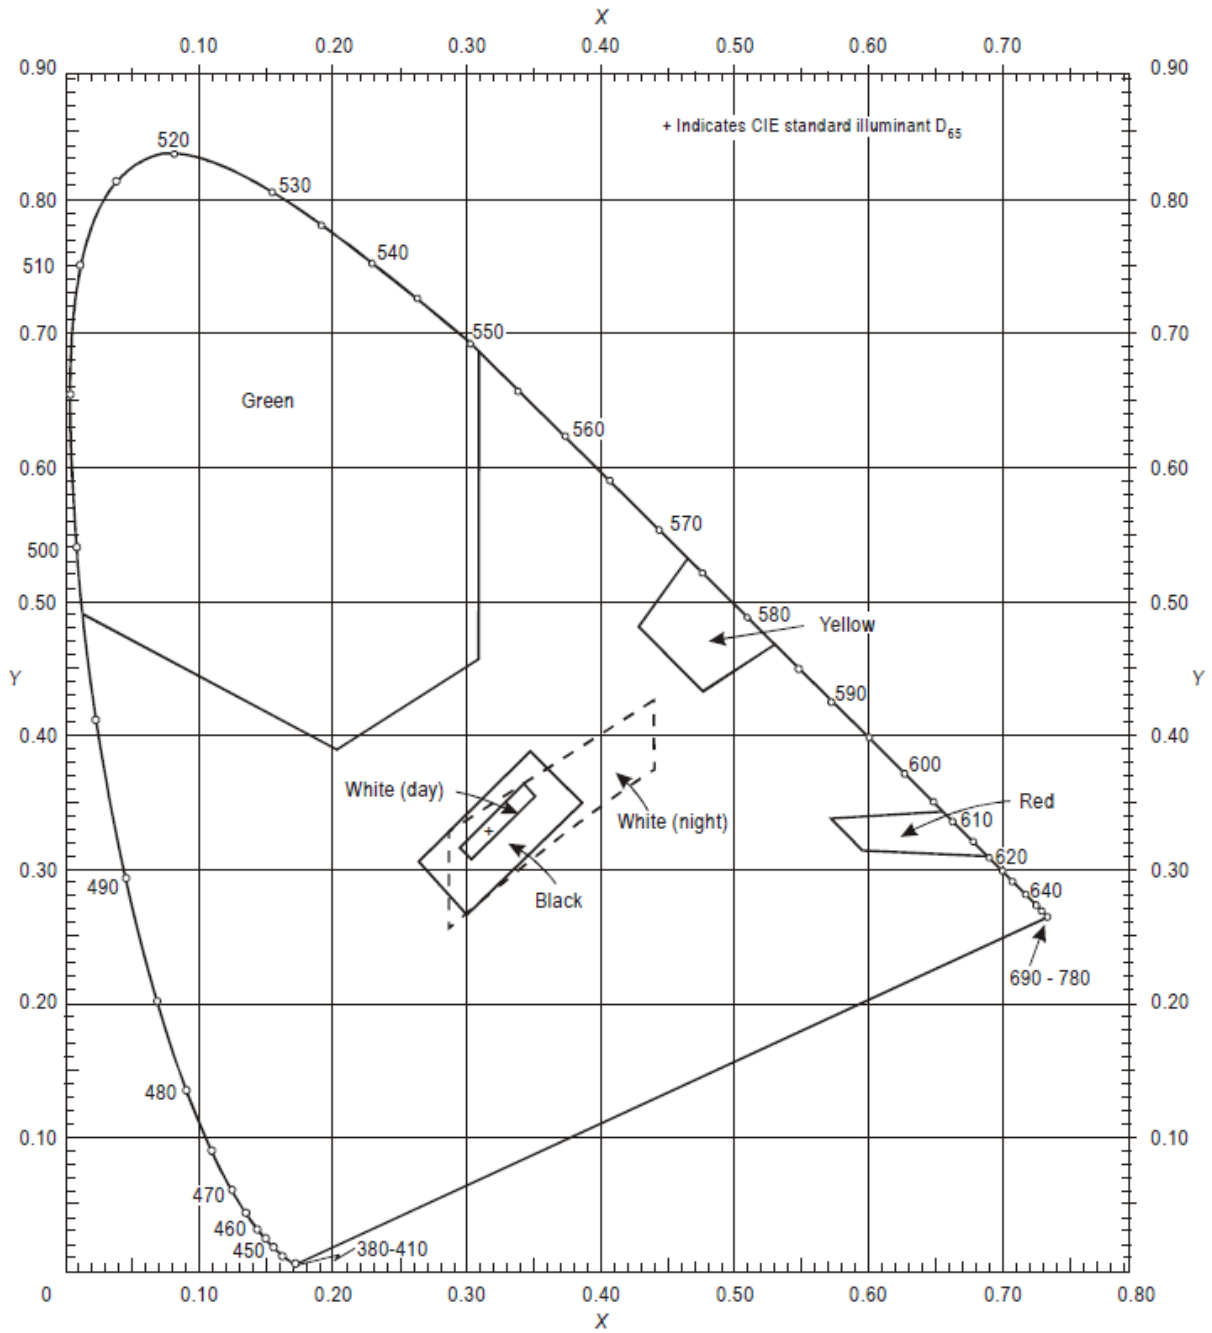 X
0.10 0.20 0.30 0.40 0.50 0.60 0.70
0.90 0.90
+ Indicates CIE standard illuminant D65
520
530
0.80 0.80
540
510
550
0.70 0.70
Green
560
0.60 0.60
570
500
0.50 0.50
580
Yellow
Y Y
590
0.40 0.40
600
White (day)
Red
White (night)
610
620
0.30 0.30
490
640
Black
690 - 780
0.20 0.20
480
0.10 0.10
470
460
450
380-410
0 0.10 0.20 0.30 0.40 0.50 0.60 0.70 0.80
X